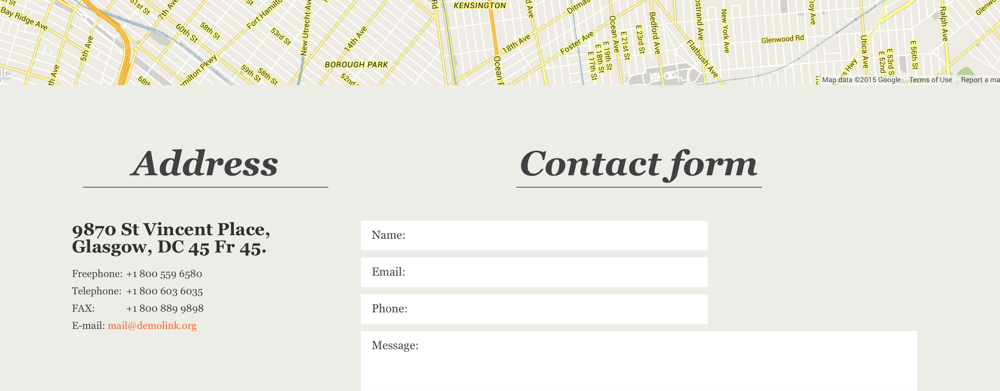 61st St
KENSINGTON
Ditmas
Troy Ave
Glenwo
Bay Ridge Ave
7th Ave
Fort Hamilto
New Utrecht Ave
Rd
d Ave
Ocean Ave
Bedford Ave
ostrand Ave
New York Ave
Ralph Ave
60th St
58th St
53rd St
14th Ave
18th Ave
Foster Ave
E 21st St
E 23rd St
Flatbush Ave
Glenwood Rd
Utica Ave
E 56th St
5th Ave
E 17th St
E 18th St
E 19th St
E 52nd S
E 53rd S
BOROUGH PARK
milton Pkwy
59th St
58th St
52nd S
68th
th Ave
Ocean P
gs Hwy
gle
Map data ©2015 Google
Terms of Use
Report a ma
Address
Contact form
9870 St Vincent Place,
Glasgow, DC 45 Fr 45.
Freephone: +1 800 559 6580
Telephone: +1 800 603 6035
FAX: +1 800 889 9898
E-mail: mail@demolink.org
Name:
Email:
Phone:
Message: